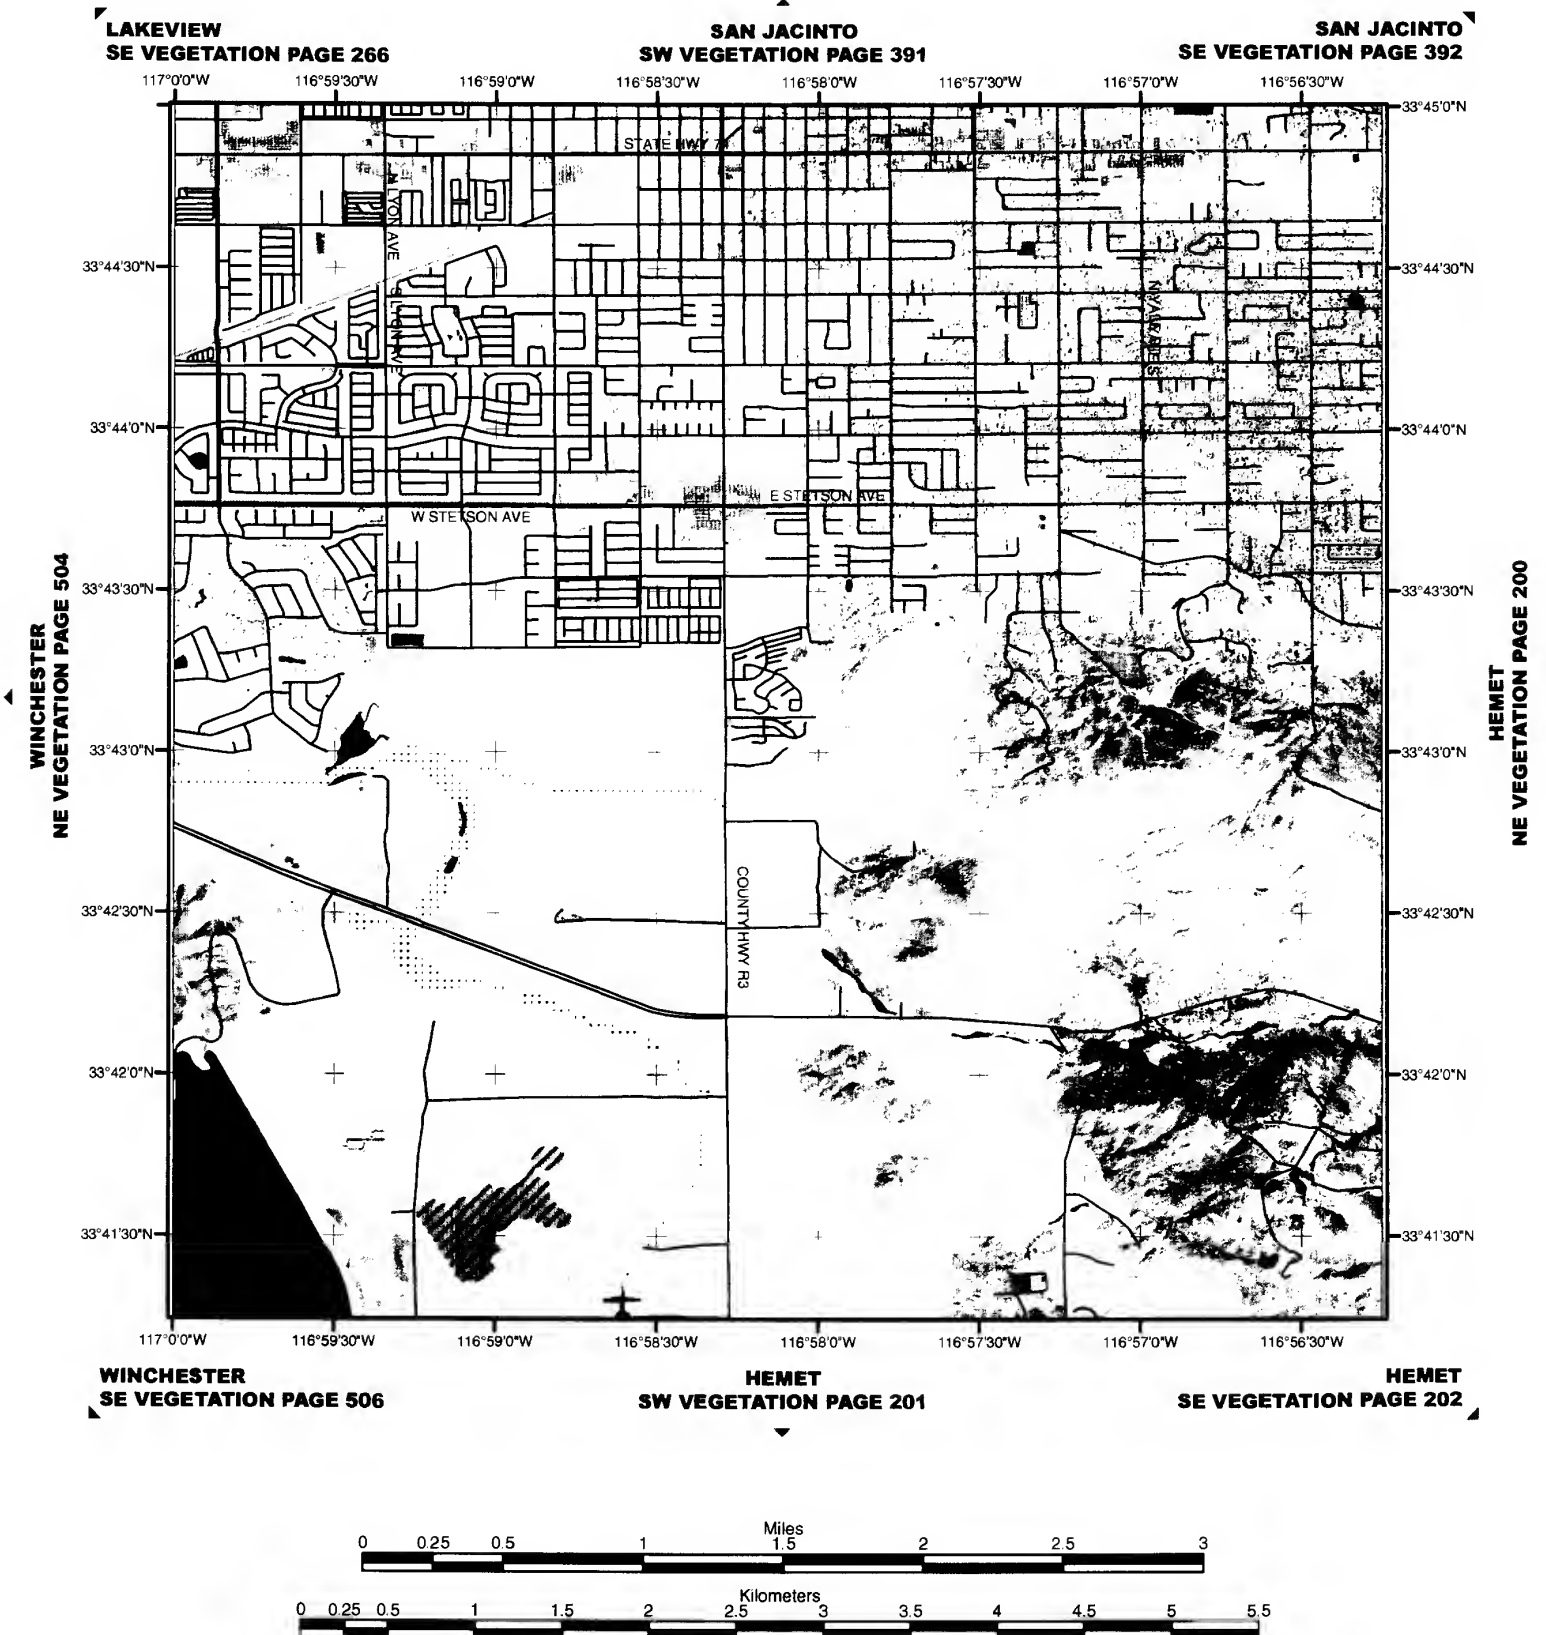 LAKEVIEW
SE VEGETATION PAGE 266
SAN JACINTO
SW VEGETATION PAGE 391
SAN JACINTO
SE VEGETATION PAGE 392
117°0'0"W 116°59'30"W 116°59'0"W 116°58'30"W 116°58'0"W 116°57'30"W 116°57'0"W 116°56'30"W
33°45'0"N
STATE HWY 74
N LYON AVE
33°44'30"N 33°44'30"N
S LYON AVE
33°44'0"N 33°44'0"N
E STETSON AVE
W STETSON AVE
33°43'30"N 33°43'30"N
WINCHESTER
NE VEGETATION PAGE 504
HEMET
NE VEGETATION PAGE 200
33°43'0"N 33°43'0"N
COUNTY HWY R3
33°42'30"N 33°42'30"N
33°42'0"N 33°42'0"N
33°41'30"N 33°41'30"N
117°0'0"W 116°59'30"W 116°59'0"W 116°58'30"W 116°58'0"W 116°57'30"W 116°57'0"W 116°56'30"W
WINCHESTER
SE VEGETATION PAGE 506
HEMET
SW VEGETATION PAGE 201
HEMET
SE VEGETATION PAGE 202
Miles
0 0.25 0.5 1 1.5 2 2.5 3
Kilometers
0 0.25 0.5 1 1.5 2 2.5 3 3.5 4 4.5 5 5.5